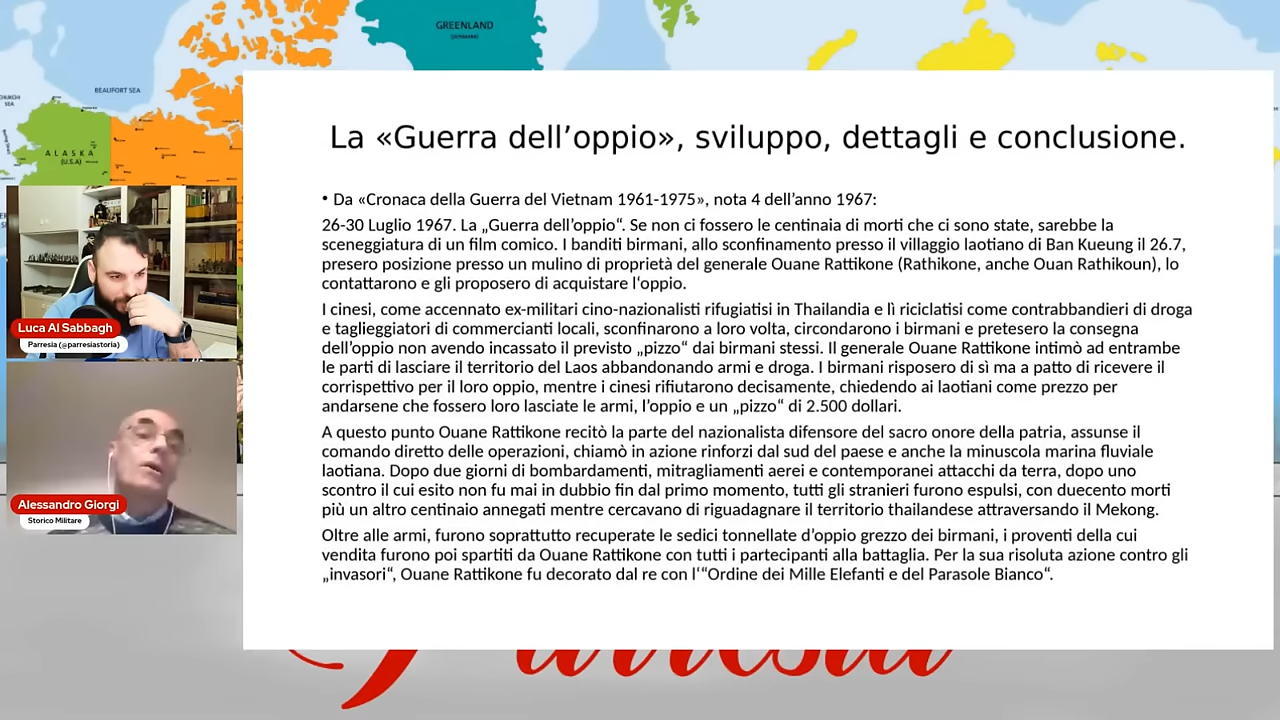 GREENLAND
(DENMARK)
BEAUFORT SEA
ALASKA
(U.S.A)
La «Guerra dell’oppio», sviluppo, dettagli e conclusione.
• Da «Cronaca della Guerra del Vietnam 1961-1975», nota 4 dell’anno 1967:
26-30 Luglio 1967. La „Guerra dell’oppio“. Se non ci fossero le centinaia di morti che ci sono state, sarebbe la
sceneggiatura di un film comico. I banditi birmani, allo sconfinamento presso il villaggio laotiano di Ban Kueung il 26.7,
presero posizione presso un mulino di proprietà del generale Ouane Rattikone (Rathikone, anche Ouan Rathikoun), lo
contattarono e gli proposero di acquistare l‘oppio.
I cinesi, come accennato ex-militari cino-nazionalisti rifugiatisi in Thailandia e lì riciclatisi come contrabbandieri di droga
e taglieggiatori di commercianti locali, sconfinarono a loro volta, circondarono i birmani e pretesero la consegna
dell’oppio non avendo incassato il previsto „pizzo“ dai birmani stessi. Il generale Ouane Rattikone intimò ad entrambe
le parti di lasciare il territorio del Laos abbandonando armi e droga. I birmani risposero di sì ma a patto di ricevere il
corrispettivo per il loro oppio, mentre i cinesi rifiutarono decisamente, chiedendo ai laotiani come prezzo per
andarsene che fossero loro lasciate le armi, l’oppio e un „pizzo“ di 2.500 dollari.
A questo punto Ouane Rattikone recitò la parte del nazionalista difensore del sacro onore della patria, assunse il
comando diretto delle operazioni, chiamò in azione rinforzi dal sud del paese e anche la minuscola marina fluviale
laotiana. Dopo due giorni di bombardamenti, mitragliamenti aerei e contemporanei attacchi da terra, dopo uno
scontro il cui esito non fu mai in dubbio fin dal primo momento, tutti gli stranieri furono espulsi, con duecento morti
più un altro centinaio annegati mentre cercavano di riguadagnare il territorio thailandese attraversando il Mekong.
Oltre alle armi, furono soprattutto recuperate le sedici tonnellate d’oppio grezzo dei birmani, i proventi della cui
vendita furono poi spartiti da Ouane Rattikone con tutti i partecipanti alla battaglia. Per la sua risoluta azione contro gli
„invasori“, Ouane Rattikone fu decorato dal re con l‘“Ordine dei Mille Elefanti e del Parasole Bianco“.
Luca Al Sabbagh
Parresia (@parresiastoria)
Alessandro Giorgi
Storico Militare